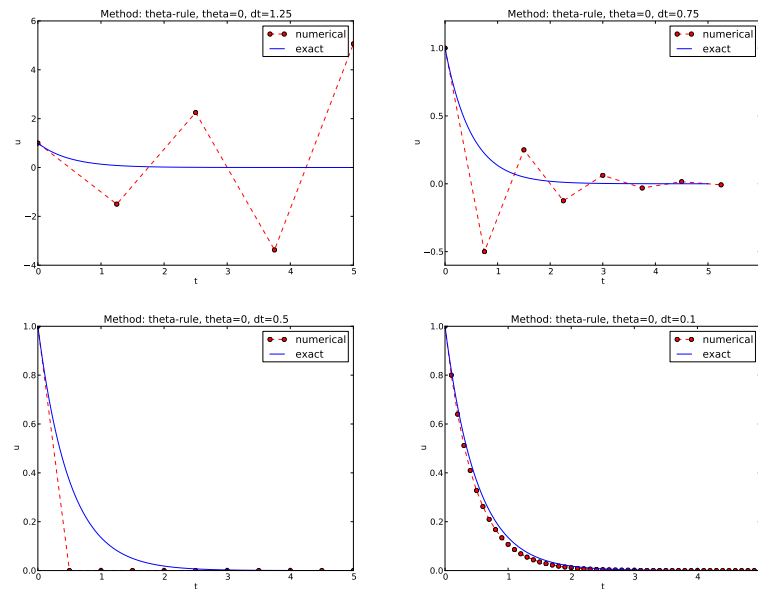 Method: theta-rule, theta=0, dt=1.25
numerical
exact
6
4
2
0
−2
−4
u
0
1
2
3
4
5
t
Method: theta-rule, theta=0, dt=0.75
numerical
exact
1.0
0.5
0.0
−0.5
u
0
1
2
3
4
5
t
Method: theta-rule, theta=0, dt=0.5
numerical
exact
1.0
0.8
0.6
0.4
0.2
0.0
u
0
1
2
3
4
5
t
Method: theta-rule, theta=0, dt=0.1
numerical
exact
1.0
0.8
0.6
0.4
0.2
0.0
u
0
1
2
3
4
t